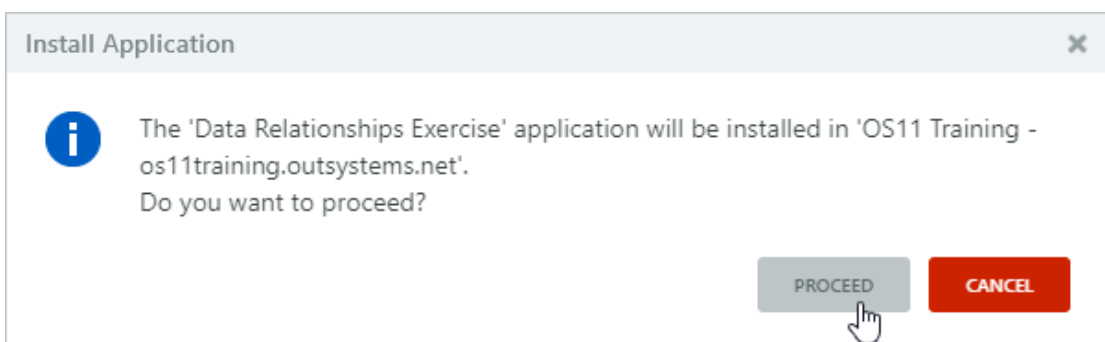 Install Application
The 'Data Relationships Exercise' application will be installed in 'OS11 Training -
os11training.outsystems.net'.
Do you want to proceed?
PROCEED
CANCEL